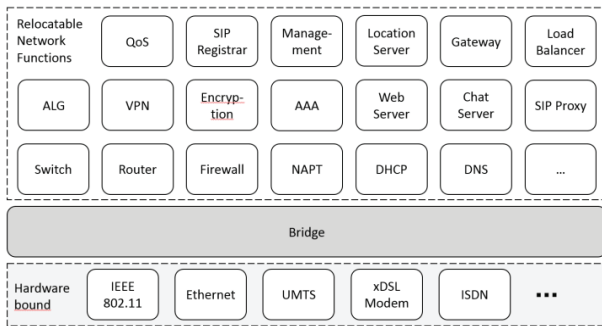 Relocatable
Network
Functions
QoS
SIP
Registrar
Manage-
ment
Location
Server
Gateway
Load
Balancer
ALG
VPN
Encryp-
tion
AAA
Web
Server
Chat
Server
SIP Proxy
Switch
Router
Firewall
NAPT
DHCP
DNS
...
Bridge
Hardware
bound
IEEE
802.11
Ethernet
UMTS
xDSL
Modem
ISDN
...